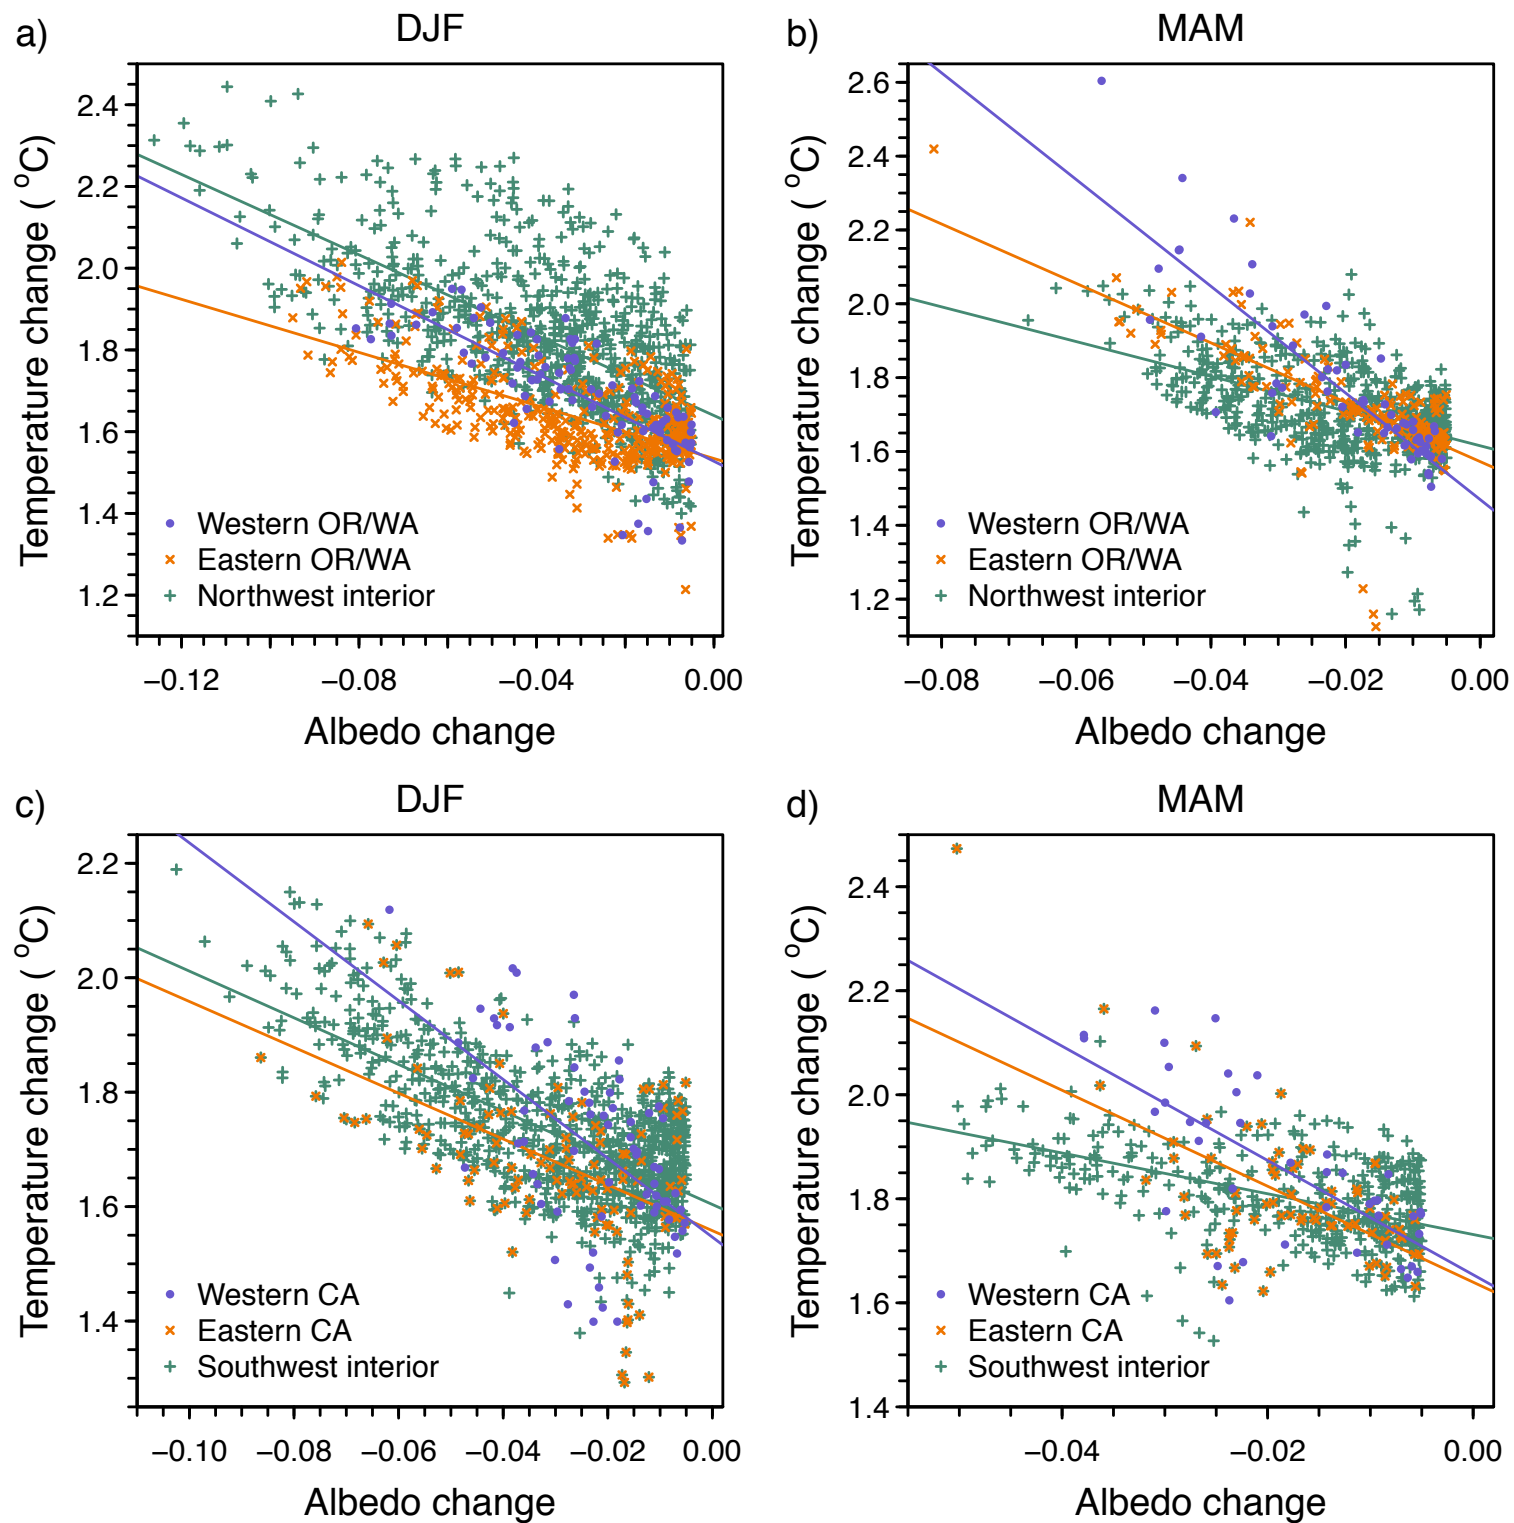 a)
DJF
Temperature change ( °C)
2.4
2.2
2.0
1.8
1.6
1.4
1.2
Western OR/WA
Eastern OR/WA
Northwest interior
−0.12
−0.08
−0.04
0.00
Albedo change
b)
MAM
Temperature change ( °C)
2.6
2.4
2.2
2.0
1.8
1.6
1.4
1.2
Western OR/WA
Eastern OR/WA
Northwest interior
−0.08
−0.06
−0.04
−0.02
0.00
Albedo change
c)
DJF
Temperature change ( °C)
2.2
2.0
1.8
1.6
1.4
Western CA
Eastern CA
Southwest interior
−0.10
−0.08
−0.06
−0.04
−0.02
0.00
Albedo change
d)
MAM
Temperature change ( °C)
2.4
2.2
2.0
1.8
1.6
1.4
Western CA
Eastern CA
Southwest interior
−0.04
−0.02
0.00
Albedo change